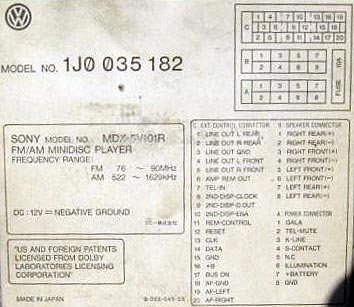 MODEL NO. 1J0 035 182
C
B
A
1 4 7 10 13 16 19
FUSE 10A
SONY MODEL NO. MDX-5V101R
FM/AM MINIDISC PLAYER
FREQUENCY RANGE:
FM 76 ~ 90MHz
AM 522 ~ 1629kHz
DC : 12V ⎓ NEGATIVE GROUND
"US AND FOREIGN PATENTS
LICENSED FROM DOLBY
LABORATORIES LICENSING
CORPORATION"
MADE IN JAPAN
C EXT-CONTROL CONNECTOR
1 LINE OUT L REAR
2 LINE OUT R REAR
3 LINE OUT GND
4 LINE OUT L FRONT
5 LINE OUT R FRONT
6 AMP REM OUT
7 TEL-IN
8 2ND-DISP-CLOCK
9 2ND-DISP-D.OUT
10 2ND-DISP-ENA
11 REM-CONTROL
12 RESET
13 CLK
14 DATA
15 GND
16 +B
17 BUS ON
18 AF-GND
19 AF-LEFT
20 AF-RIGHT
B SPEAKER CONNECTOR
1 RIGHT REAR(+)
2 RIGHT REAR(-)
3 RIGHT FRONT(+)
4 RIGHT FRONT(-)
5 LEFT FRONT(+)
6 LEFT FRONT(-)
7 LEFT REAR(+)
8 LEFT REAR(-)
A POWER CONNECTOR
1 GALA
2 TEL-MUTE
3 K-LINE
4 S-CONTACT
5 N.C
6 ILLUMINATION
7 +BATTERY
8 GND